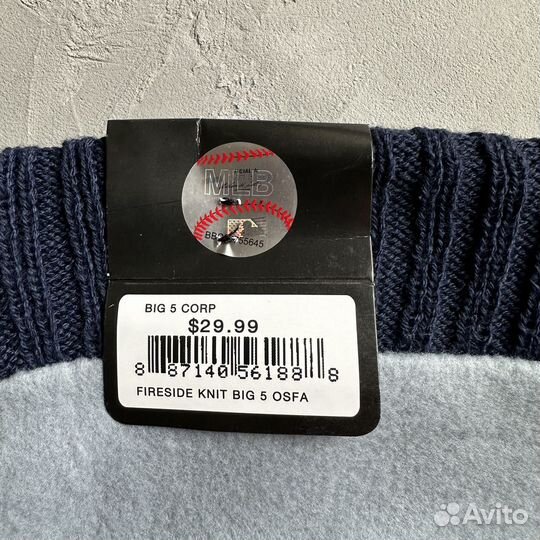 MLB
BIG 5 CORP
$29.99
8 87140 56188 8
FIRESIDE KNIT BIG 5 OSFA
Avito